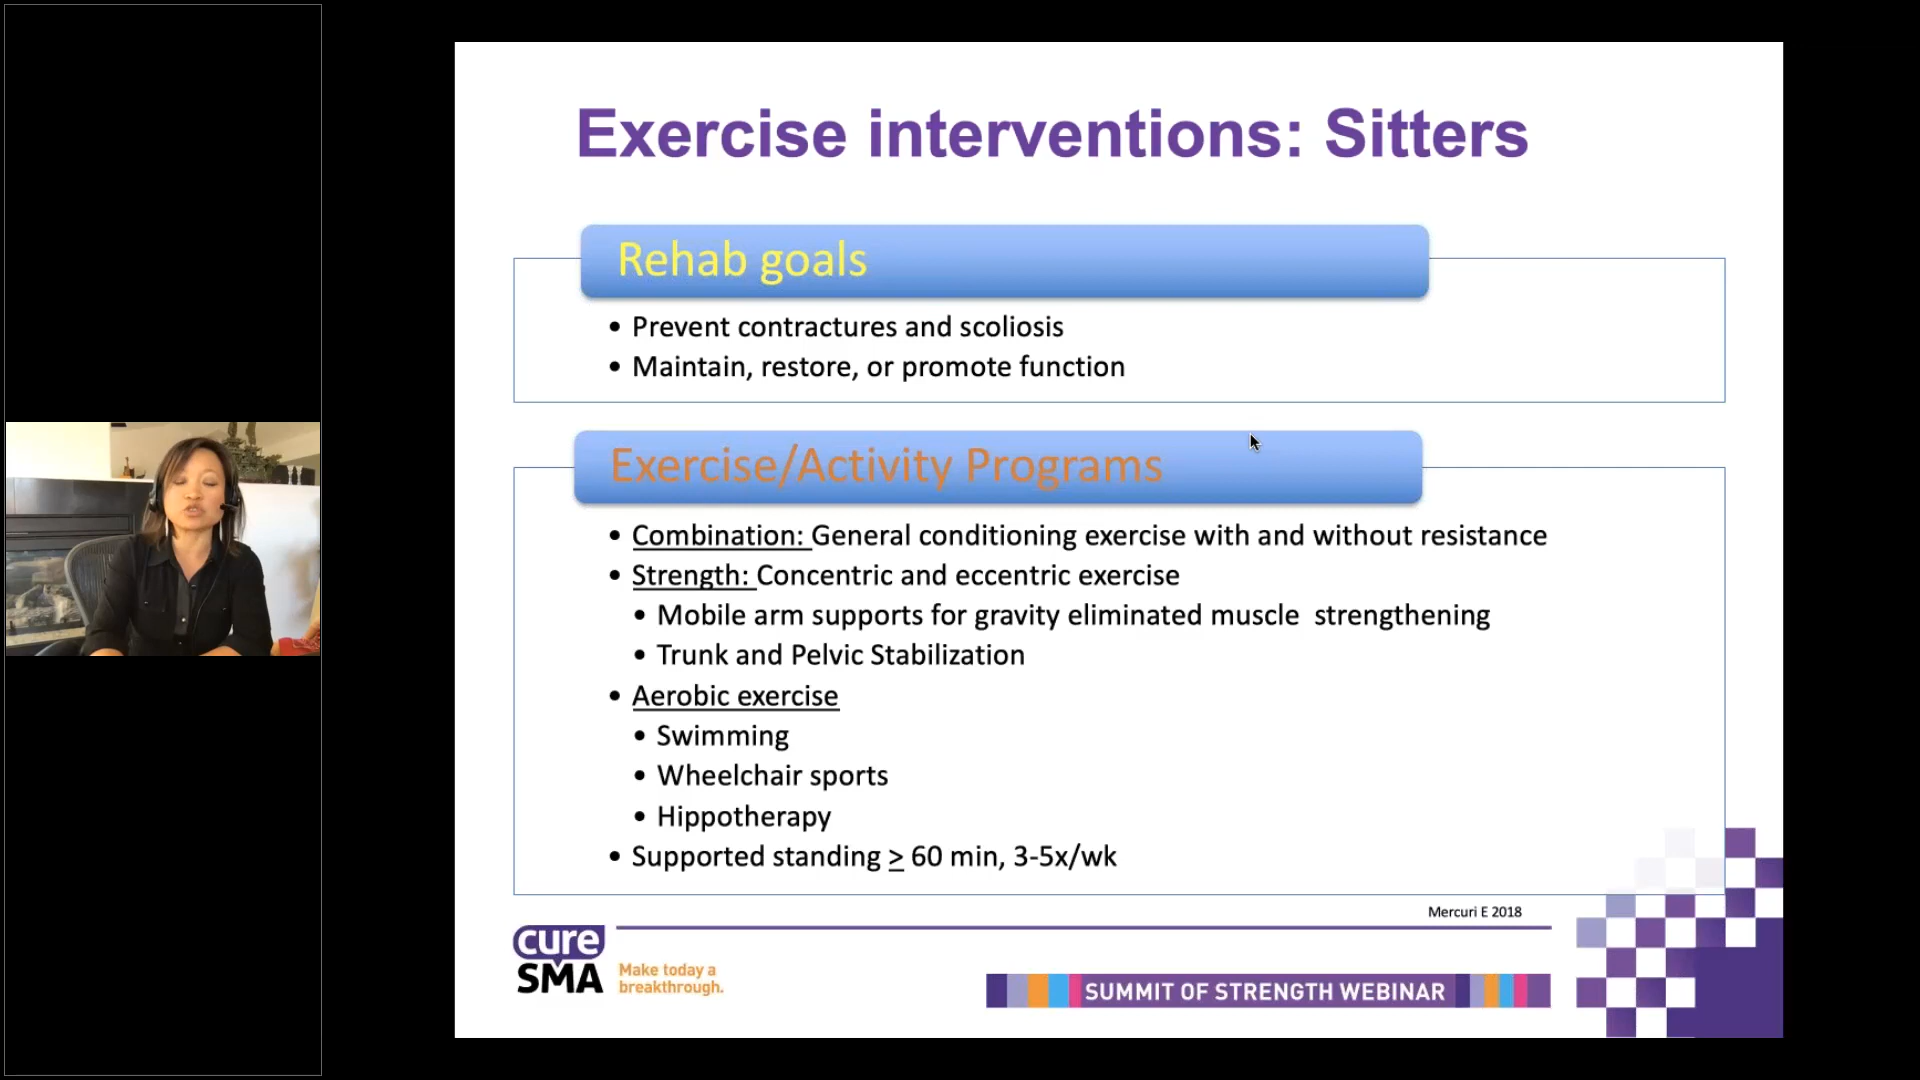 Exercise interventions: Sitters
Rehab goals
• Prevent contractures and scoliosis
• Maintain, restore, or promote function
Exercise/Activity Programs
• Combination: General conditioning exercise with and without resistance
• Strength: Concentric and eccentric exercise
• Mobile arm supports for gravity eliminated muscle  strengthening
• Trunk and Pelvic Stabilization
• Aerobic exercise
• Swimming
• Wheelchair sports
• Hippotherapy
• Supported standing ≥ 60 min, 3-5x/wk
Mercuri E 2018
cure
SMA
Make today a
breakthrough.
SUMMIT OF STRENGTH WEBINAR